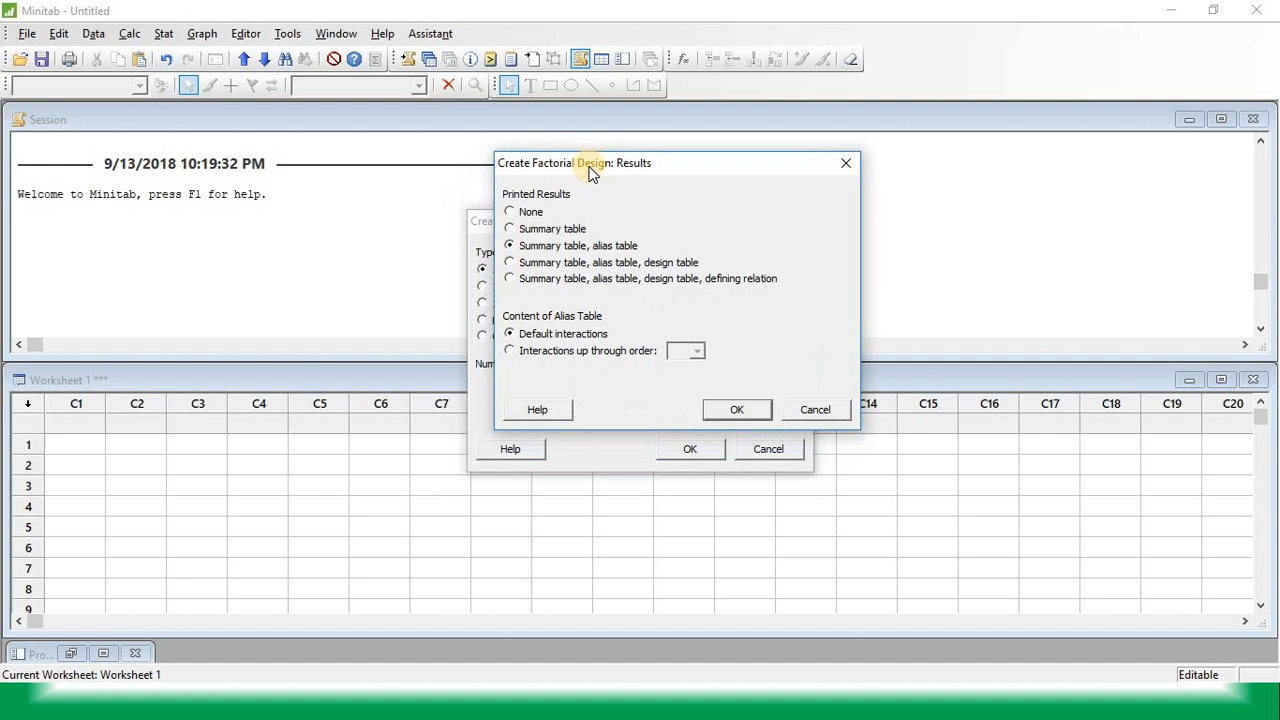 Minitab - Untitled
File Edit Data Calc Stat Graph Editor Tools Window Help Assistant
Session
9/13/2018 10:19:32 PM
Welcome to Minitab, press F1 for help.
Create Factorial Design: Results
Printed Results
None
Summary table
Summary table, alias table
Summary table, alias table, design table
Summary table, alias table, design table, defining relation
Content of Alias Table
Default interactions
Interactions up through order:
Help OK Cancel
Crea
Type
Num
Help OK Cancel
Worksheet 1 ***
C1 C2 C3 C4 C5 C6 C7 C14 C15 C16 C17 C18 C19 C20
1
2
3
4
5
6
7
8
9
Pro...
Current Worksheet: Worksheet 1
Editable